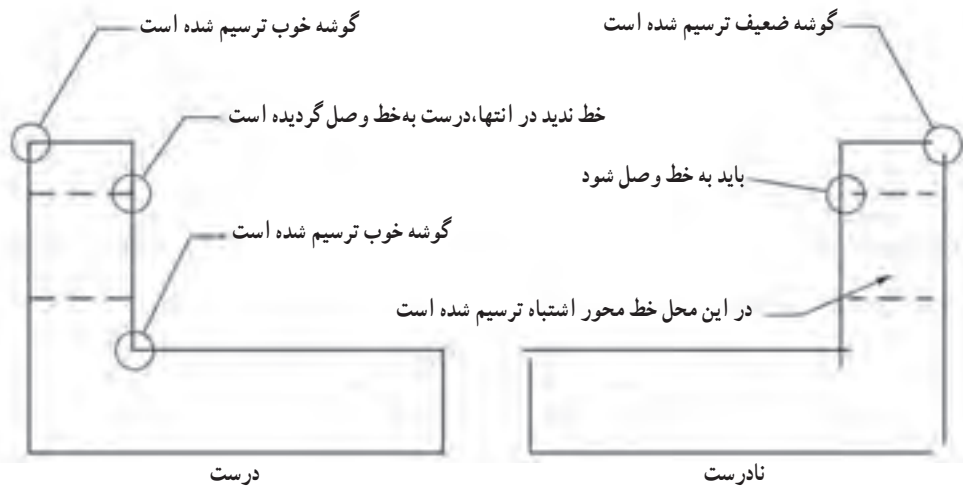 گوشه ضعیف ترسیم شده است
گوشه خوب ترسیم شده است
خط ندید در انتها،درست به‌خط وصل گردیده است
باید به خط وصل شود
گوشه خوب ترسیم شده است
در این محل خط محور اشتباه ترسیم شده است
نادرست
درست